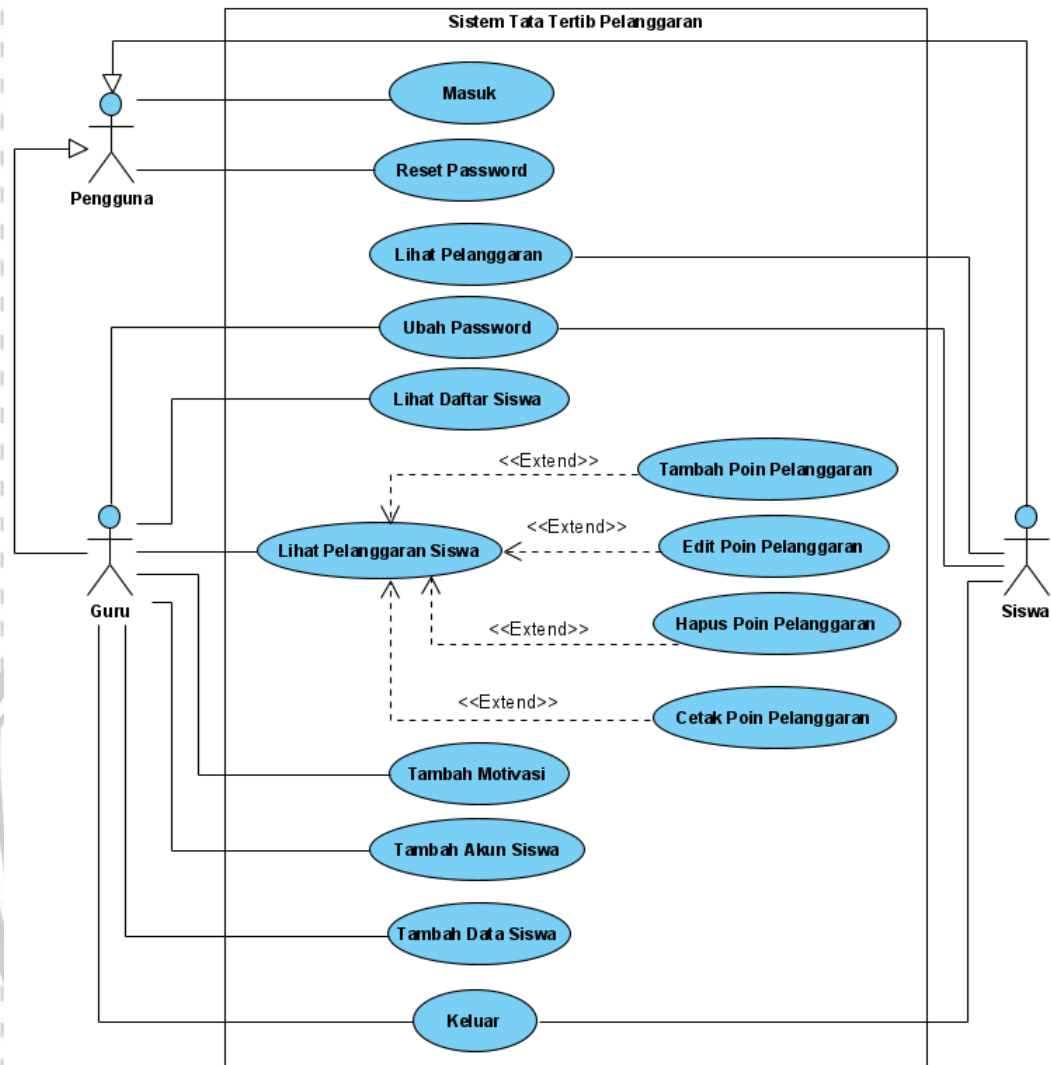 Sistem Tata Tertib Pelanggaran
Masuk
Reset Password
Pengguna
Lihat Pelanggaran
Ubah Password
Lihat Daftar Siswa
<<Extend>>
Tambah Poin Pelanggaran
<<Extend>>
Lihat Pelanggaran Siswa
Edit Poin Pelanggaran
Guru
Siswa
<<Extend>>
Hapus Poin Pelanggaran
<<Extend>>
Cetak Poin Pelanggaran
Tambah Motivasi
Tambah Akun Siswa
Tambah Data Siswa
Keluar